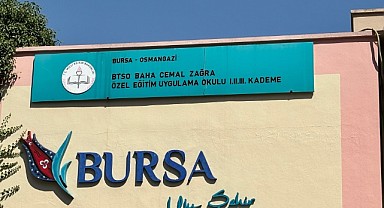 BURSA - OSMANGAZİ
BTSO BAHA CEMAL ZAĞRA
ÖZEL EĞİTİM UYGULAMA OKULU I.II.III. KADEME
BURSA